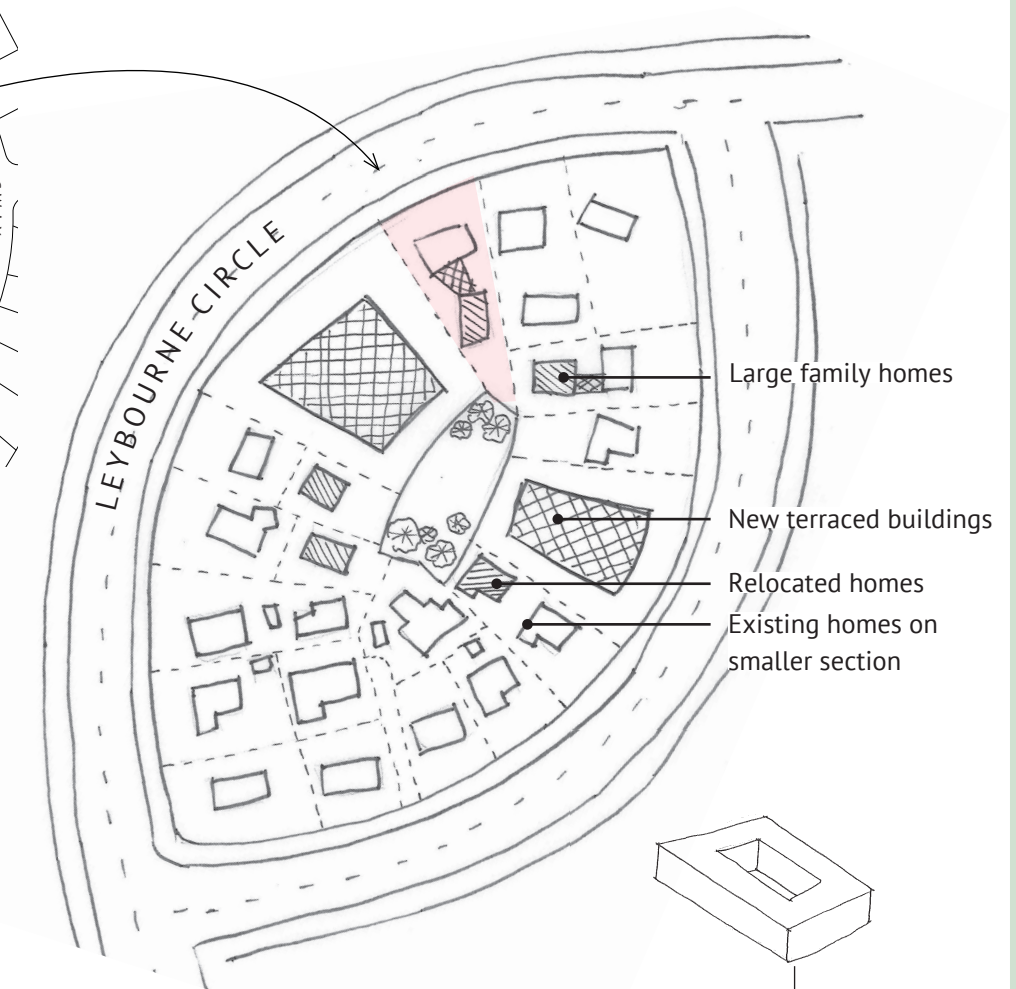 LEYBOURNE CIRCLE
Large family homes
New terraced buildings
Relocated homes
Existing homes on
smaller section